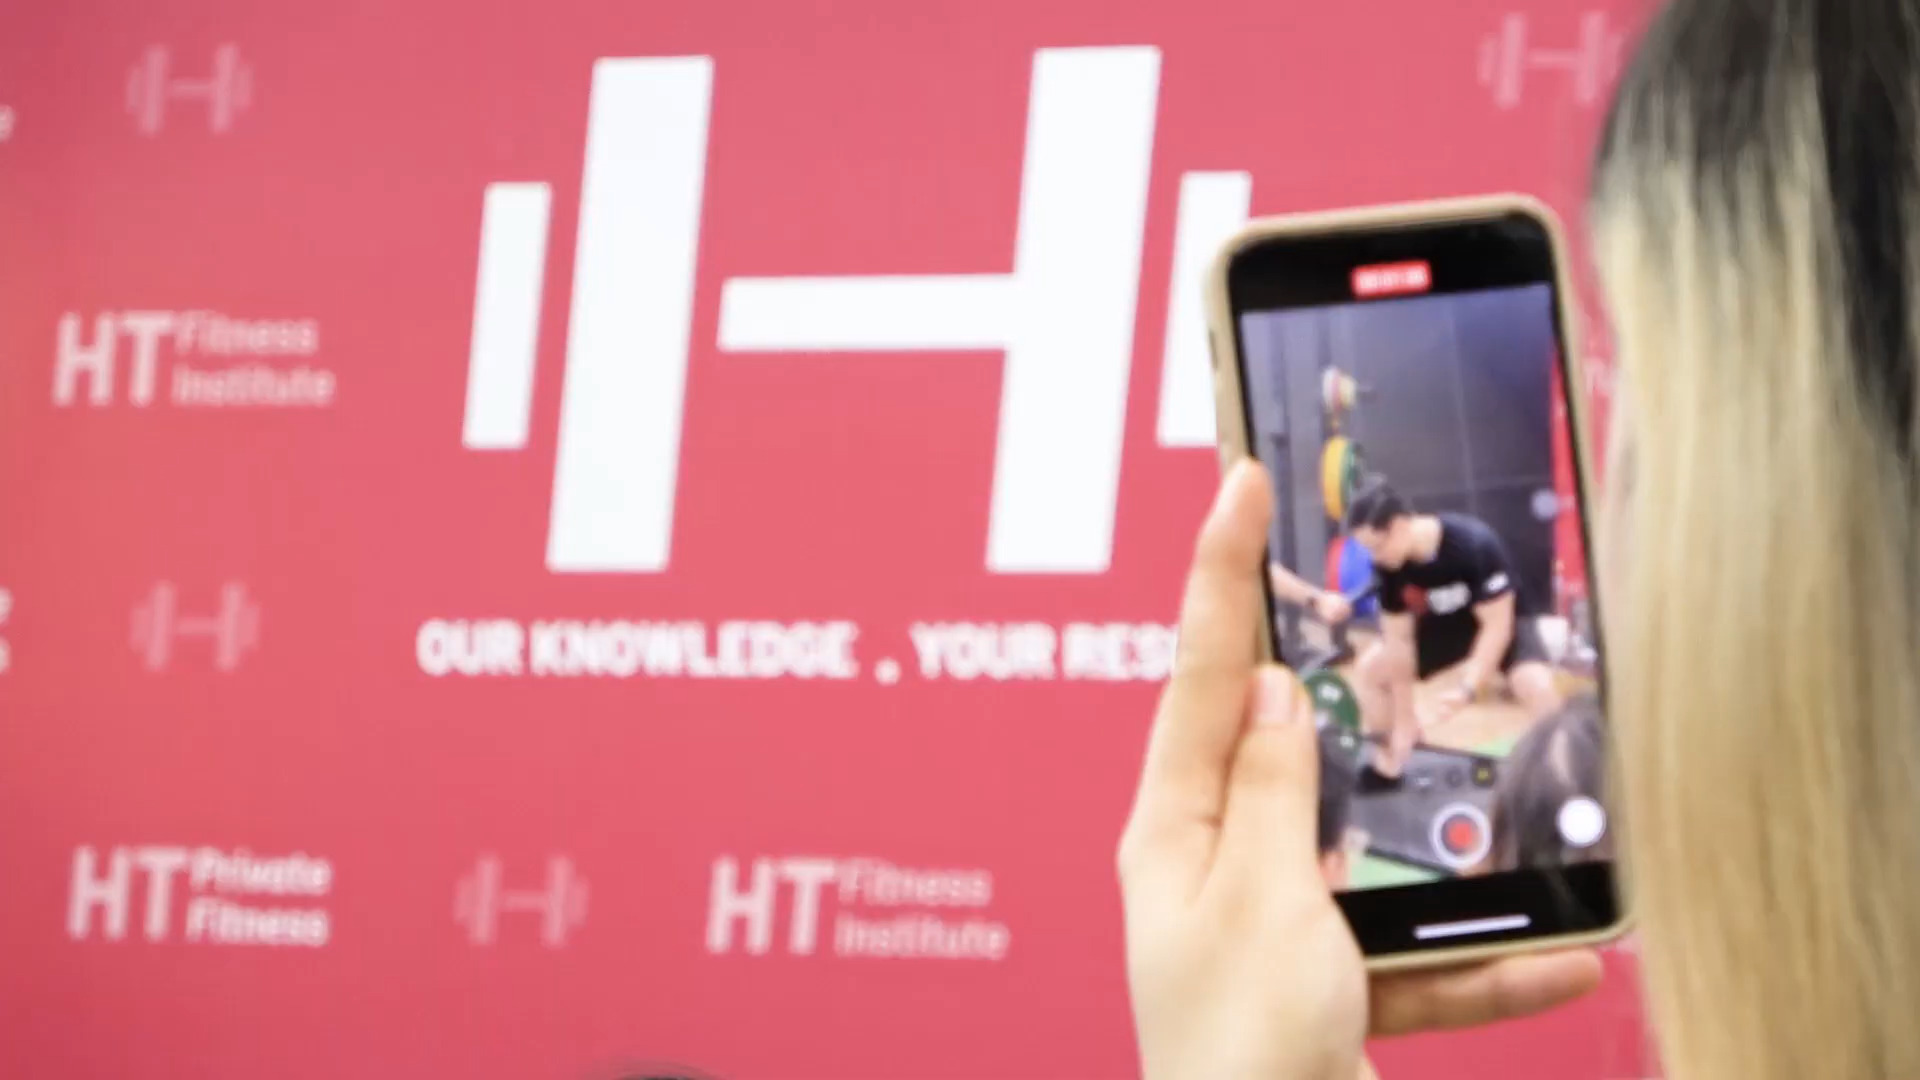 HT Fitness
Institute
OUR KNOWLEDGE . YOUR RES
HT Private
Fitness
HT Fitness
Institute